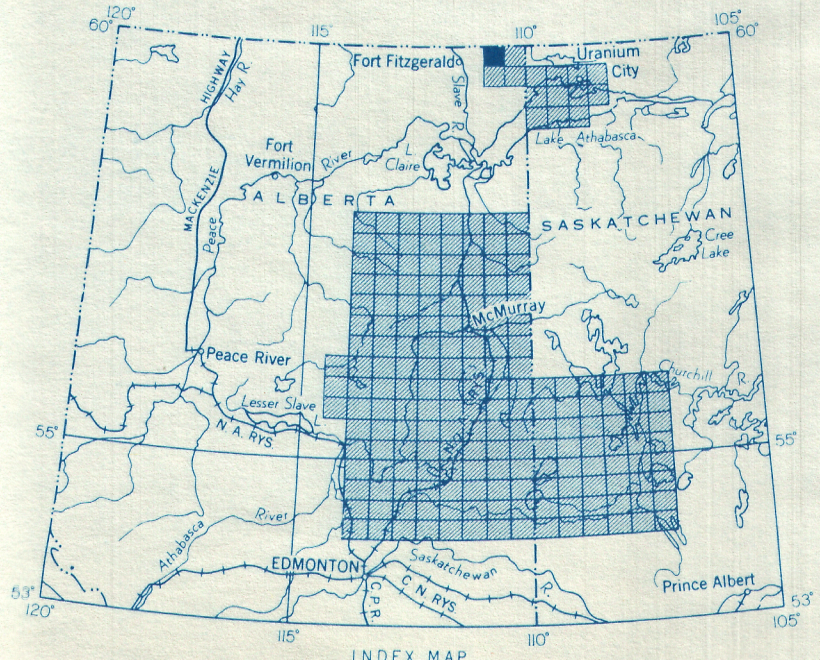 120°
60°
115°
110°
105°
60°
Fort Fitzgerald
Uranium
City
HIGHWAY
Hay R.
Slave R.
Fort
Vermilion
River
L.
Claire
Lake Athabasca
ALBERTA
MACKENZIE
Peace
SASKATCHEWAN
Cree
Lake
McMurray
Peace River
Churchill R.
Lesser Slave
L.
N. A. RYS.
N. A. RYS.
55°
55°
River
Athabasca
EDMONTON
Saskatchewan
R.
C. N. RYS.
C.P.R.
Prince Albert
53°
120°
115°
110°
53°
105°
INDEX MAP